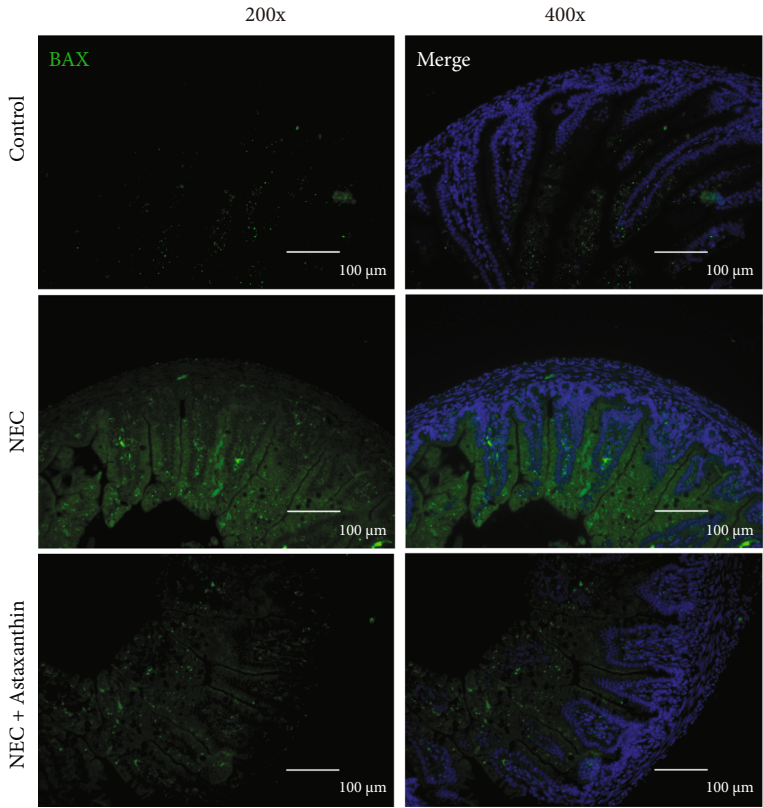 200x
400x
Control
BAX
Merge
100 µm
100 µm
NEC
100 µm
100 µm
NEC + Astaxanthin
100 µm
100 µm